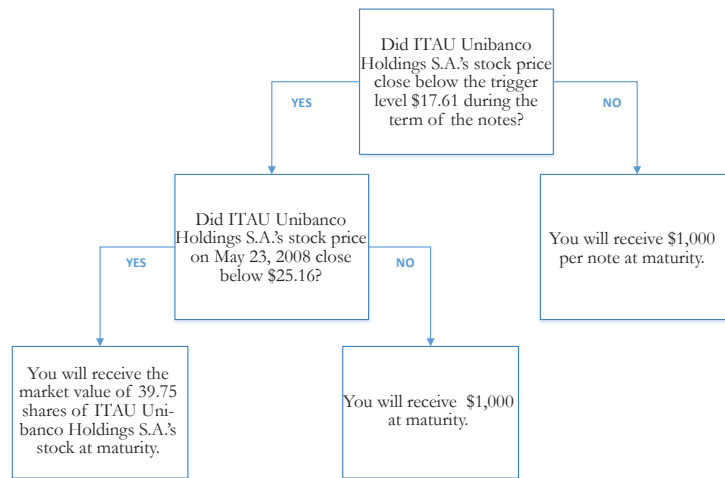 Did ITAU Unibanco
Holdings S.A.'s stock price
close below the trigger
level $17.61 during the
term of the notes?
YES
NO
Did ITAU Unibanco
Holdings S.A.'s stock price
on May 23, 2008 close
below $25.16?
You will receive $1,000
per note at maturity.
YES
NO
You will receive the
market value of 39.75
shares of ITAU Uni-
banco Holdings S.A.'s
stock at maturity.
You will receive $1,000
at maturity.